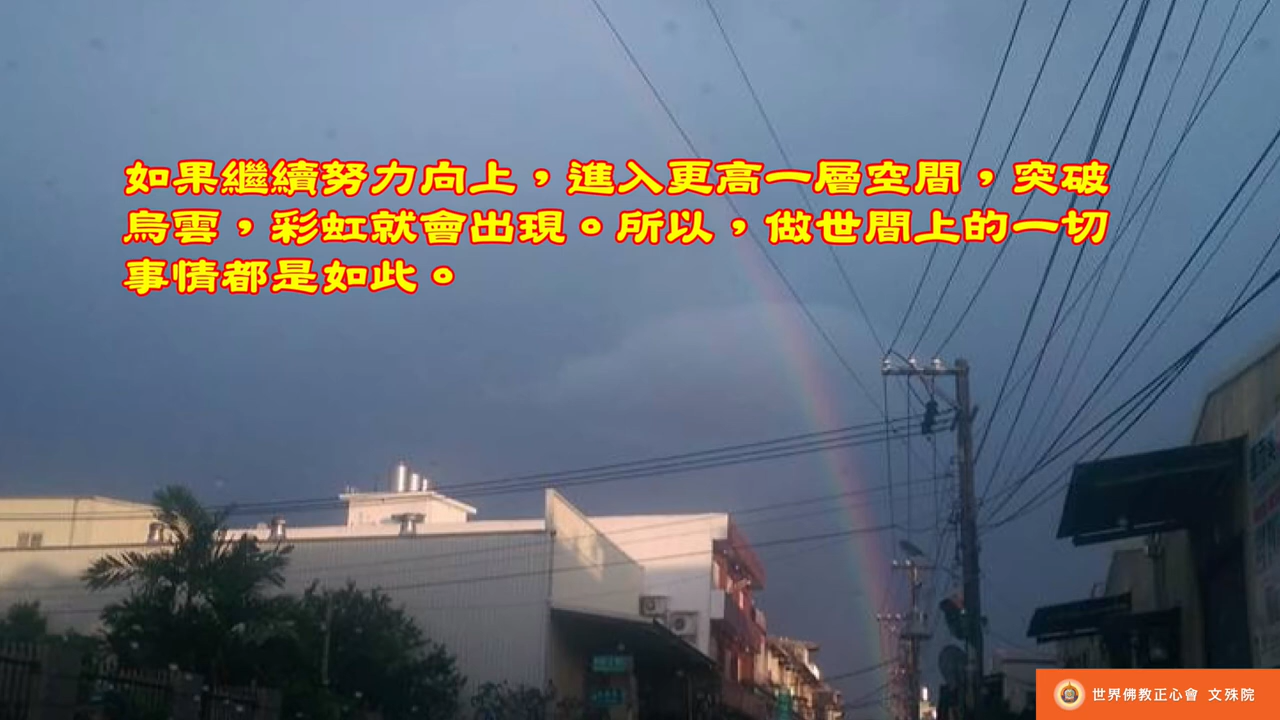 如果繼續努力向上，進入更高一層空間，突破
烏雲，彩虹就會出現。所以，做世間上的一切
事情都是如此。
世界佛教正心會 文殊院